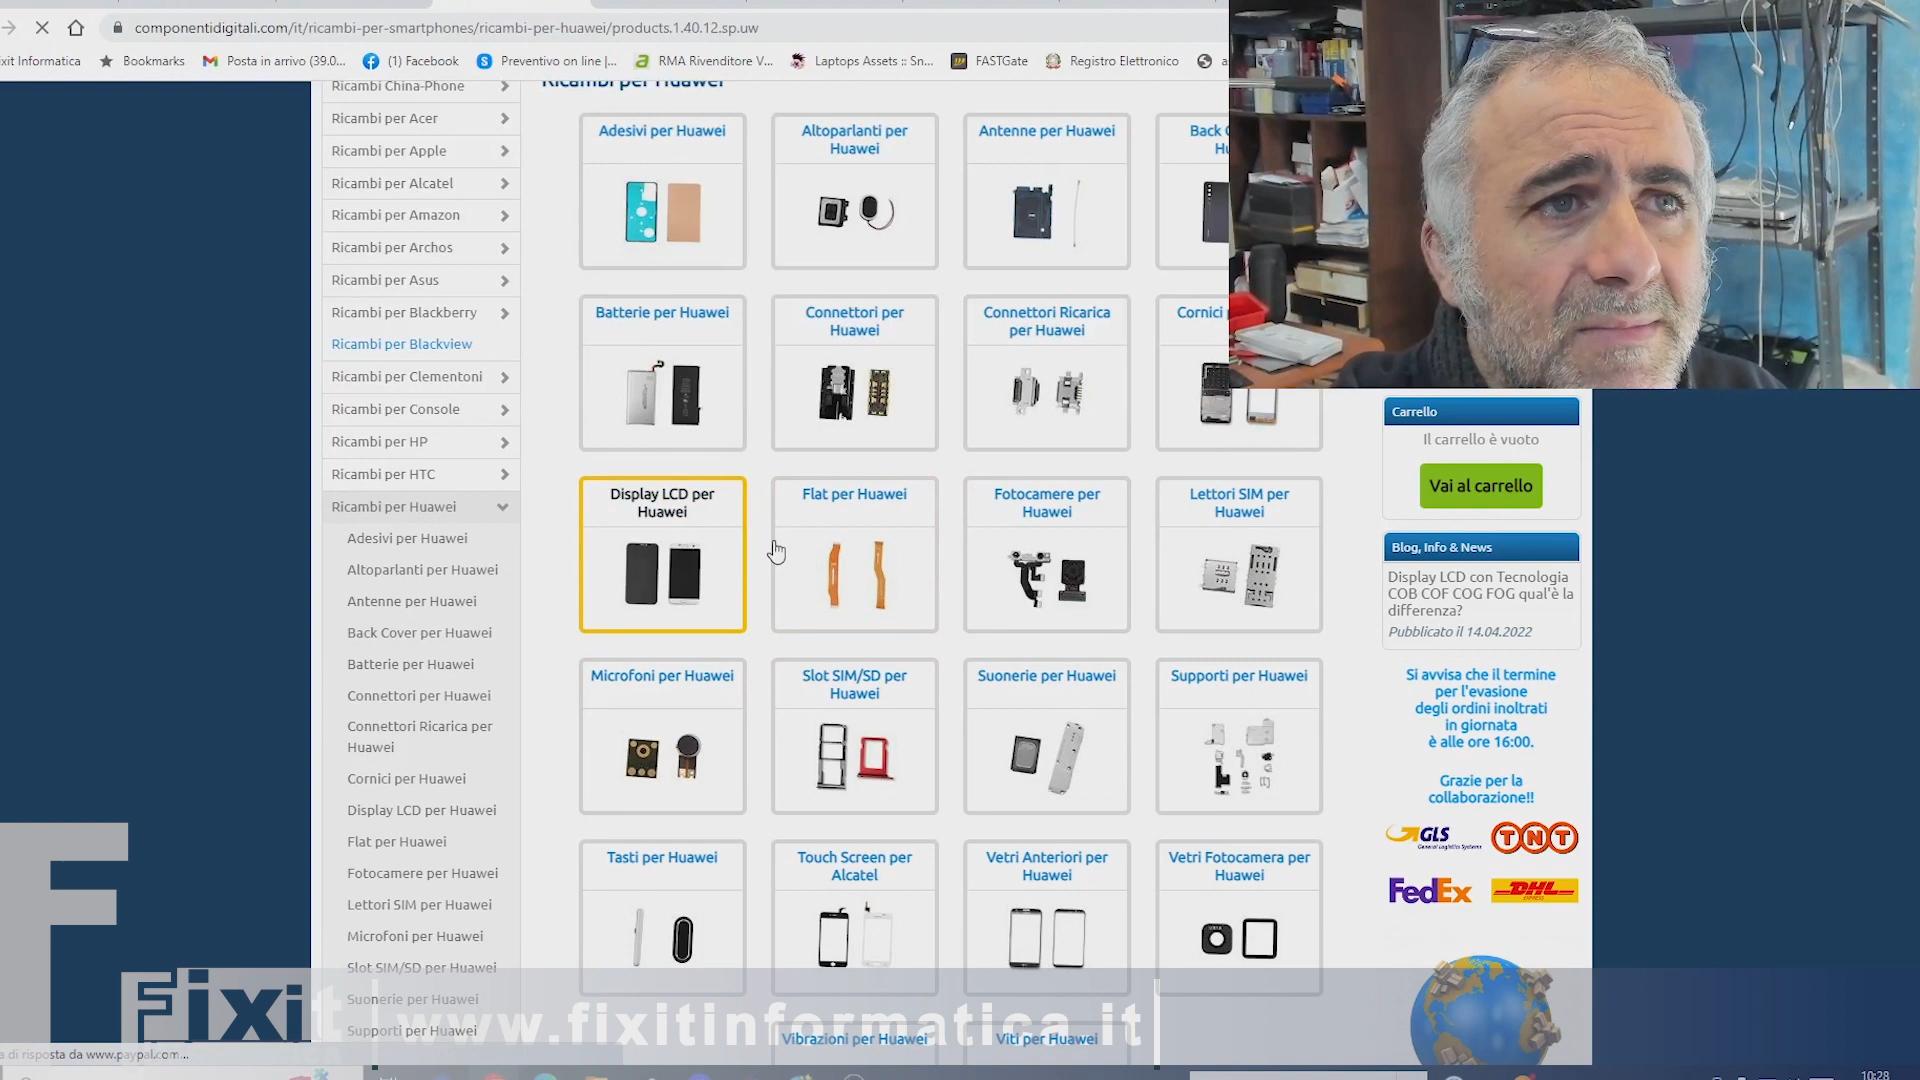 componentidigitali.com/it/ricambi-per-smartphones/ricambi-per-huawei/products.1.40.12.sp.uw
xit Informatica
Bookmarks
Posta in arrivo (39.0...
(1) Facebook
Preventivo on line |...
RMA Rivenditore V...
Laptops Assets :: Sn...
FASTGate
Registro Elettronico
Ricambi China-Phone
Ricambi per Acer
Ricambi per Apple
Ricambi per Alcatel
Ricambi per Amazon
Ricambi per Archos
Ricambi per Asus
Ricambi per Blackberry
Ricambi per Blackview
Ricambi per Clementoni
Ricambi per Console
Ricambi per HP
Ricambi per HTC
Ricambi per Huawei
Adesivi per Huawei
Altoparlanti per Huawei
Antenne per Huawei
Back Cover per Huawei
Batterie per Huawei
Connettori per Huawei
Connettori Ricarica per
Huawei
Cornici per Huawei
Display LCD per Huawei
Flat per Huawei
Fotocamere per Huawei
Lettori SIM per Huawei
Microfoni per Huawei
Slot SIM/SD per Huawei
Suonerie per Huawei
Supporti per Huawei
Ricambi per Huawei
Adesivi per Huawei
Altoparlanti per
Huawei
Antenne per Huawei
Back
Batterie per Huawei
Connettori per
Huawei
Connettori Ricarica
per Huawei
Cornici
Display LCD per
Huawei
Flat per Huawei
Fotocamere per
Huawei
Lettori SIM per
Huawei
Microfoni per Huawei
Slot SIM/SD per
Huawei
Suonerie per Huawei
Supporti per Huawei
Tasti per Huawei
Touch Screen per
Alcatel
Vetri Anteriori per
Huawei
Vetri Fotocamera per
Huawei
Vibrazioni per Huawei
Viti per Huawei
Carrello
Il carrello è vuoto
Vai al carrello
Blog, Info & News
Display LCD con Tecnologia
COB COF COG FOG qual'è la
differenza?
Pubblicato il 14.04.2022
Si avvisa che il termine
per l'evasione
degli ordini inoltrati
in giornata
è alle ore 16:00.
Grazie per la
collaborazione!!
GLS
General Logistics Systems
TNT
FedEx
DHL
EXPRESS
Fixit
www.fixitinformatica.it
a di risposta da www.paypal.com...
10:28